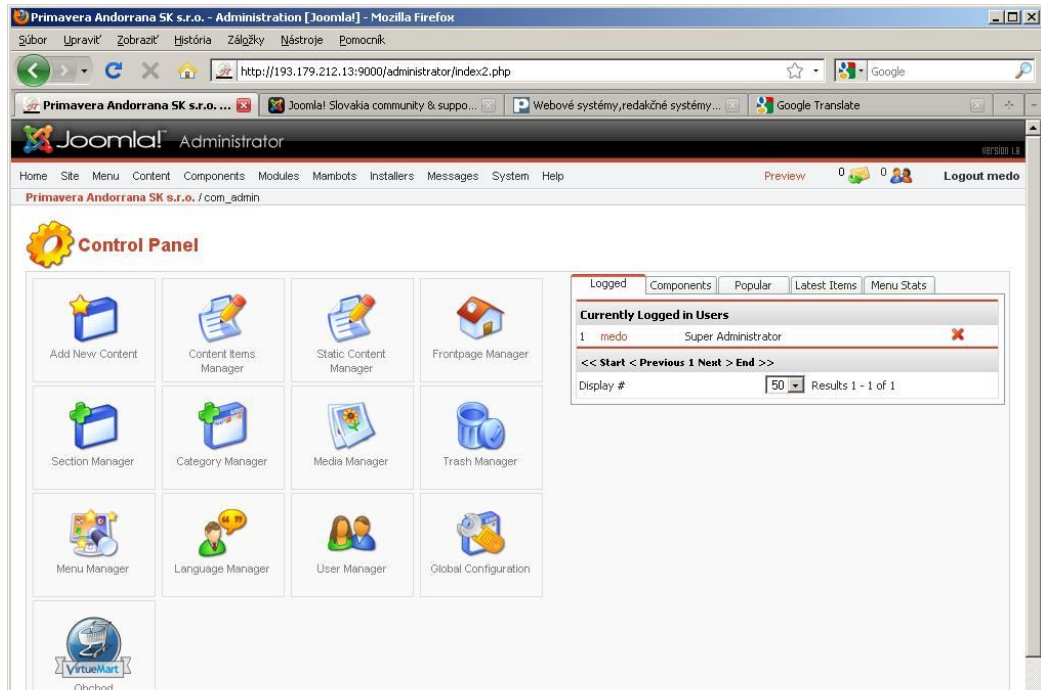 Primavera Andorrana SK s.r.o. - Administration [Joomla!] - Mozilla Firefox
Súbor Upraviť Zobraziť História Záložky Nástroje Pomocník
http://193.179.212.13:9000/administrator/index2.php Google
Primavera Andorrana SK s.r.o. ... Joomla! Slovakia community & suppo... Webové systémy,redakčné systémy... Google Translate
Joomla! Administrator
version 1.0
Home Site Menu Content Components Modules Mambots Installers Messages System Help Preview 0 0 Logout medo
Primavera Andorrana SK s.r.o. / com_admin
Control Panel
Logged Components Popular Latest Items Menu Stats
Currently Logged in Users
1 medo Super Administrator
<< Start < Previous 1 Next > End >>
Display # 50 Results 1 - 1 of 1
Add New Content
Content Items Manager
Static Content Manager
Frontpage Manager
Section Manager
Category Manager
Media Manager
Trash Manager
Menu Manager
Language Manager
User Manager
Global Configuration
VirtueMart
Obchod